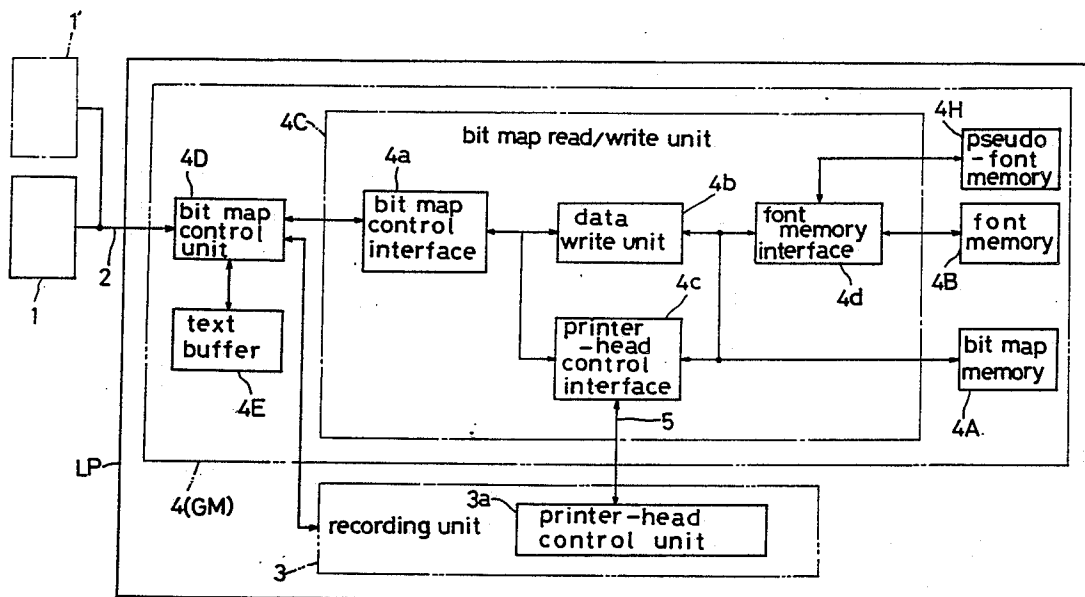 1'
1
2
LP
4(GM)
4C
bit map read/write unit
4D
bit map
control
unit
text
buffer
4E
4a
bit map
control
interface
4b
data
write unit
4c
printer
-head
control
interface
5
font
memory
interface
4d
4H
pseudo
-font
memory
font
memory
4B
bit map
memory
4A
recording unit
3
3a
printer-head
control unit